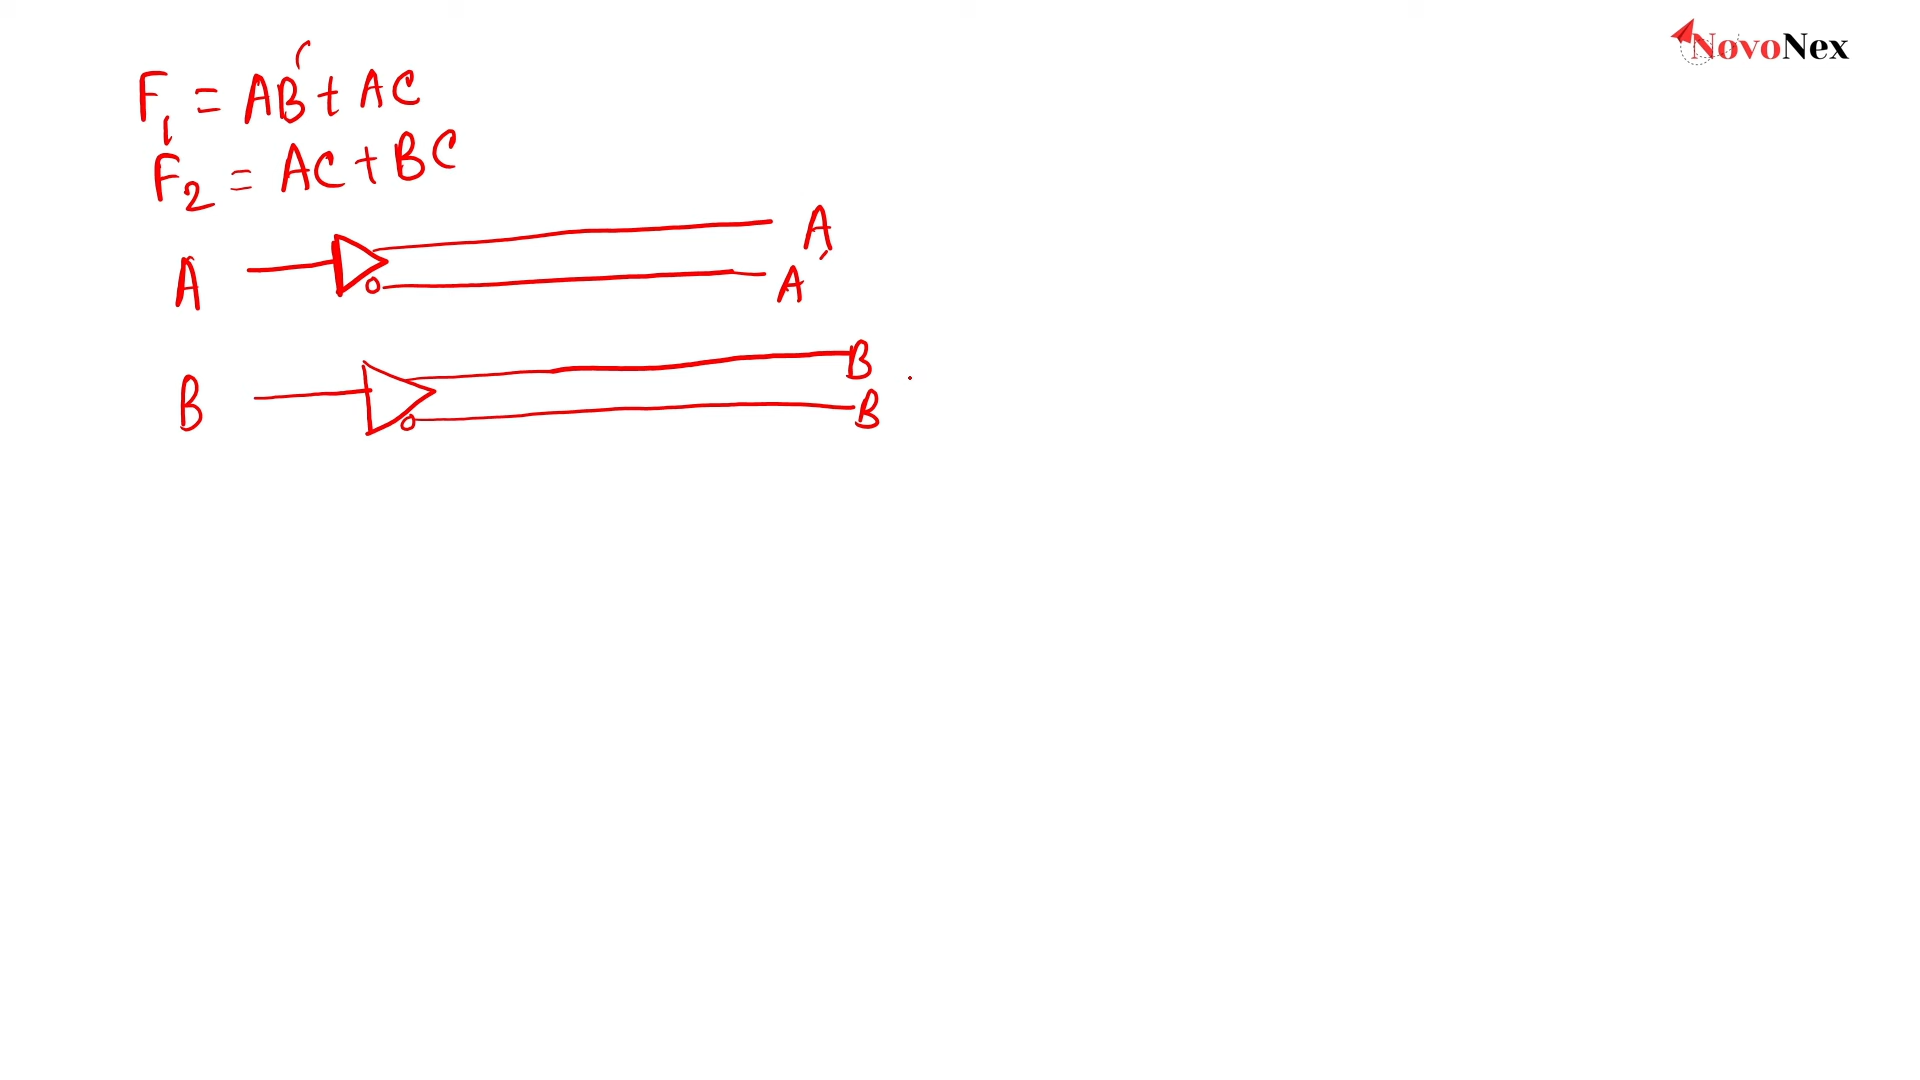 NovoNex
F₁ = AB' + AC
F₂ = AC + BC
A
A
A'
B
B
B